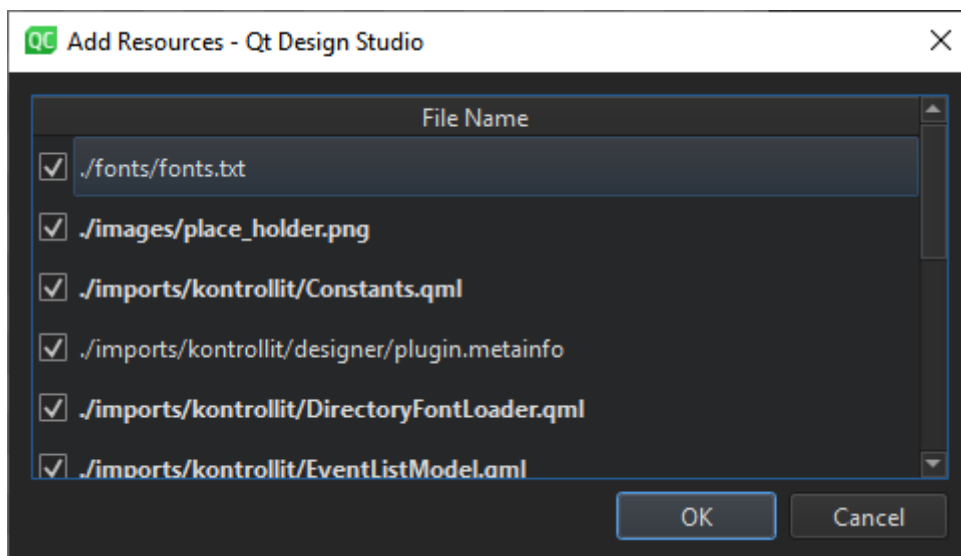 QC Add Resources - Qt Design Studio
File Name
./fonts/fonts.txt
./images/place_holder.png
./imports/kontrollit/Constants.qml
./imports/kontrollit/designer/plugin.metainfo
./imports/kontrollit/DirectoryFontLoader.qml
./imports/kontrollit/EventListModel.qml
OK Cancel